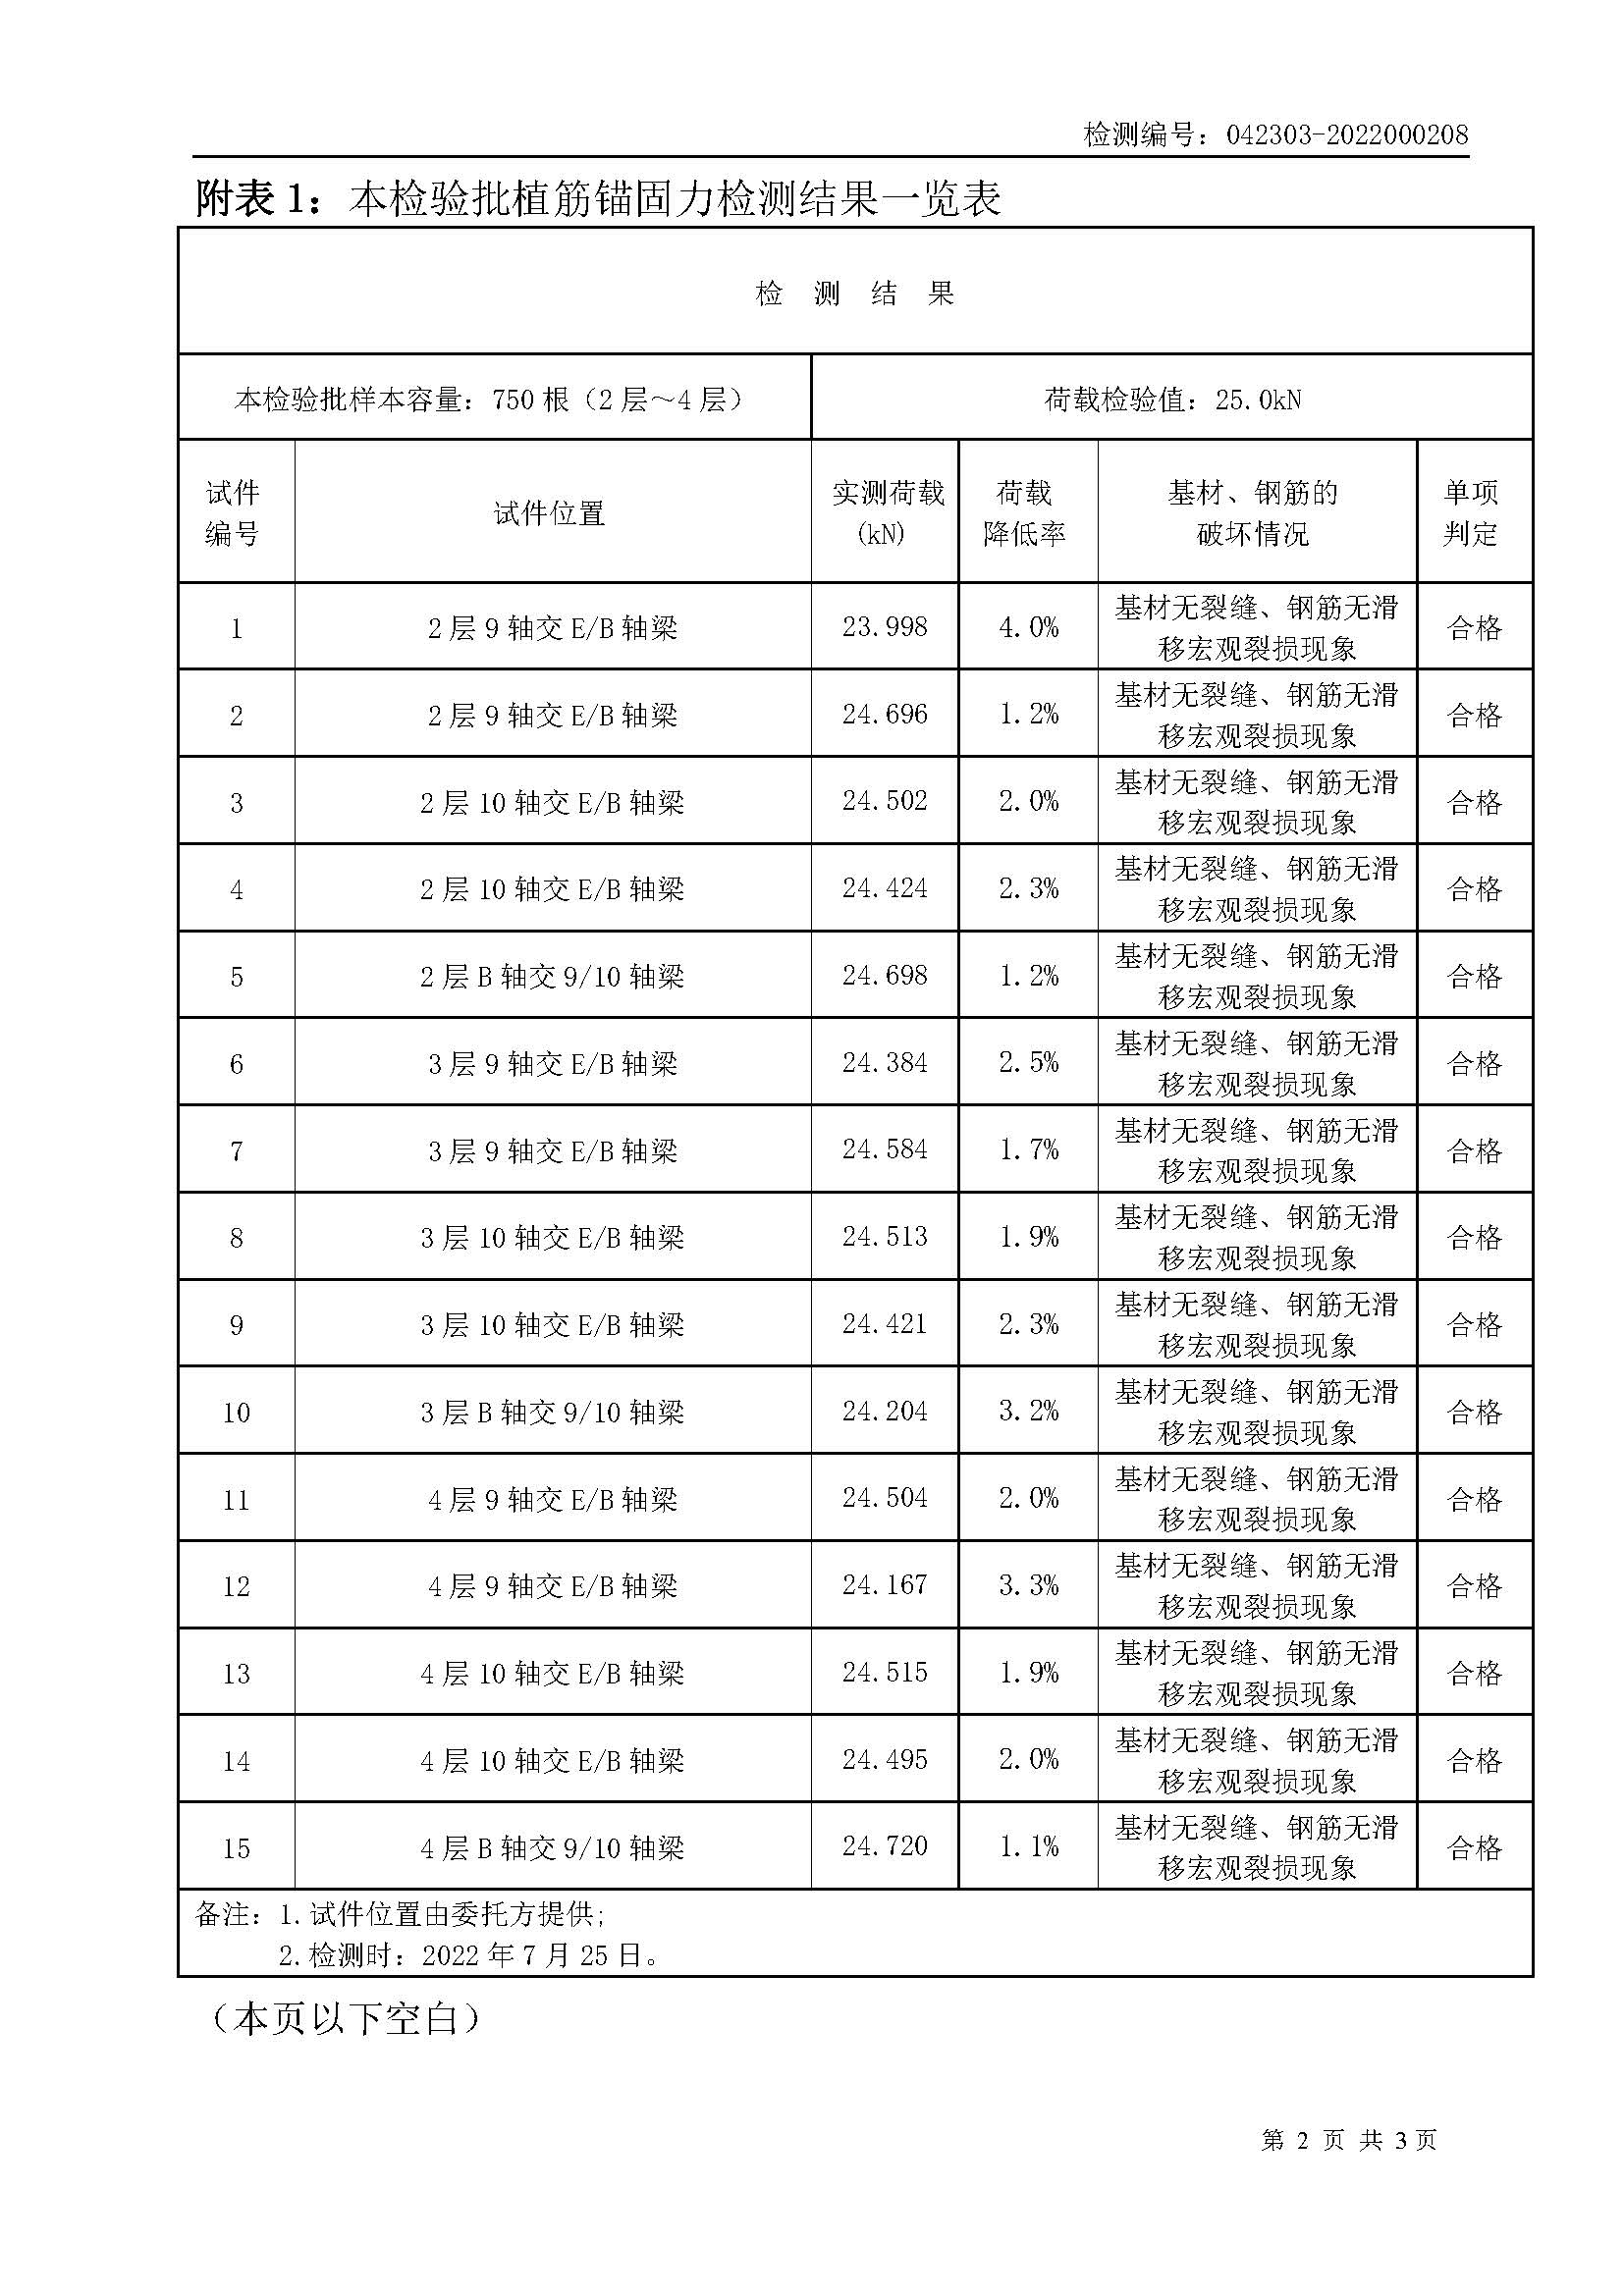 检测编号：042303-2022000208
附表 1：本检验批植筋锚固力检测结果一览表
检 测 结 果
本检验批样本容量：750 根（2 层～4 层） 荷载检验值：25.0kN
试件
编号
试件位置
实测荷载
(kN)
荷载
降低率
基材、钢筋的
破坏情况
单项
判定
1 2 层 9 轴交 E/B 轴梁 23.998 4.0% 基材无裂缝、钢筋无滑
移宏观裂损现象 合格
2 2 层 9 轴交 E/B 轴梁 24.696 1.2% 基材无裂缝、钢筋无滑
移宏观裂损现象 合格
3 2 层 10 轴交 E/B 轴梁 24.502 2.0% 基材无裂缝、钢筋无滑
移宏观裂损现象 合格
4 2 层 10 轴交 E/B 轴梁 24.424 2.3% 基材无裂缝、钢筋无滑
移宏观裂损现象 合格
5 2 层 B 轴交 9/10 轴梁 24.698 1.2% 基材无裂缝、钢筋无滑
移宏观裂损现象 合格
6 3 层 9 轴交 E/B 轴梁 24.384 2.5% 基材无裂缝、钢筋无滑
移宏观裂损现象 合格
7 3 层 9 轴交 E/B 轴梁 24.584 1.7% 基材无裂缝、钢筋无滑
移宏观裂损现象 合格
8 3 层 10 轴交 E/B 轴梁 24.513 1.9% 基材无裂缝、钢筋无滑
移宏观裂损现象 合格
9 3 层 10 轴交 E/B 轴梁 24.421 2.3% 基材无裂缝、钢筋无滑
移宏观裂损现象 合格
10 3 层 B 轴交 9/10 轴梁 24.204 3.2% 基材无裂缝、钢筋无滑
移宏观裂损现象 合格
11 4 层 9 轴交 E/B 轴梁 24.504 2.0% 基材无裂缝、钢筋无滑
移宏观裂损现象 合格
12 4 层 9 轴交 E/B 轴梁 24.167 3.3% 基材无裂缝、钢筋无滑
移宏观裂损现象 合格
13 4 层 10 轴交 E/B 轴梁 24.515 1.9% 基材无裂缝、钢筋无滑
移宏观裂损现象 合格
14 4 层 10 轴交 E/B 轴梁 24.495 2.0% 基材无裂缝、钢筋无滑
移宏观裂损现象 合格
15 4 层 B 轴交 9/10 轴梁 24.720 1.1% 基材无裂缝、钢筋无滑
移宏观裂损现象 合格
备注：1.试件位置由委托方提供;
2.检测时：2022 年 7 月 25 日。
（本页以下空白）
第 2 页 共 3 页